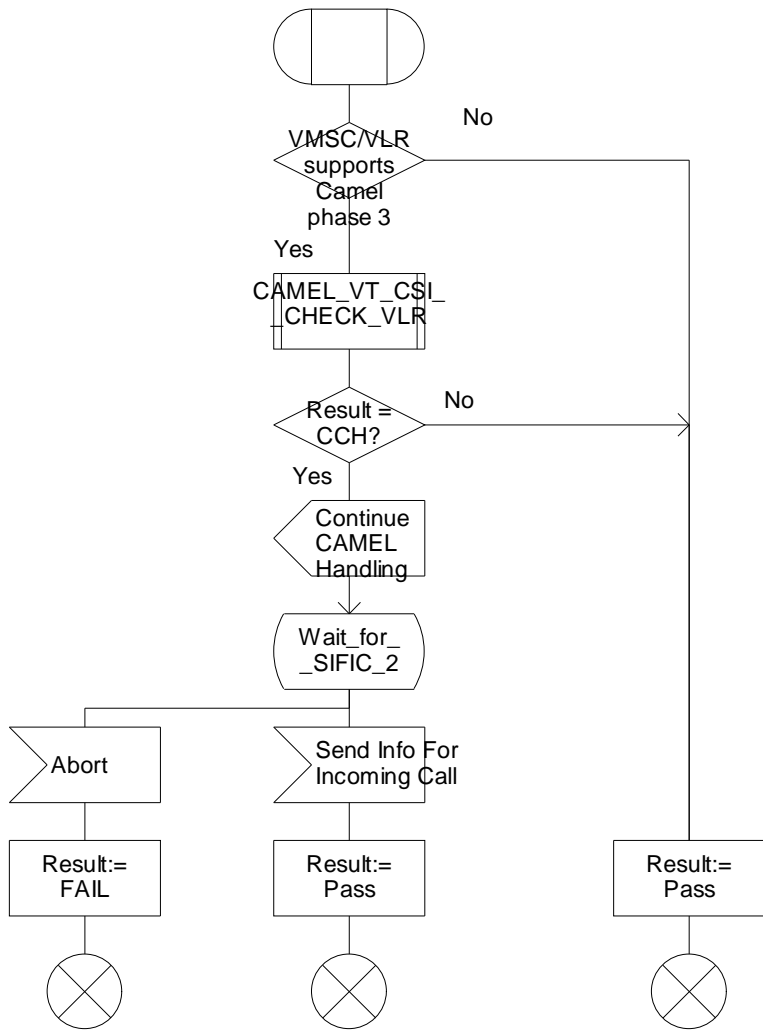 No
VMSC/VLR
supports
Camel
phase 3
Yes
CAMEL_VT_CSI_
_CHECK_VLR
Result =
CCH?
No
Yes
Continue
CAMEL
Handling
Wait_for_
_SIFIC_2
Abort
Send Info For
Incoming Call
Result:=
FAIL
Result:=
Pass
Result:=
Pass